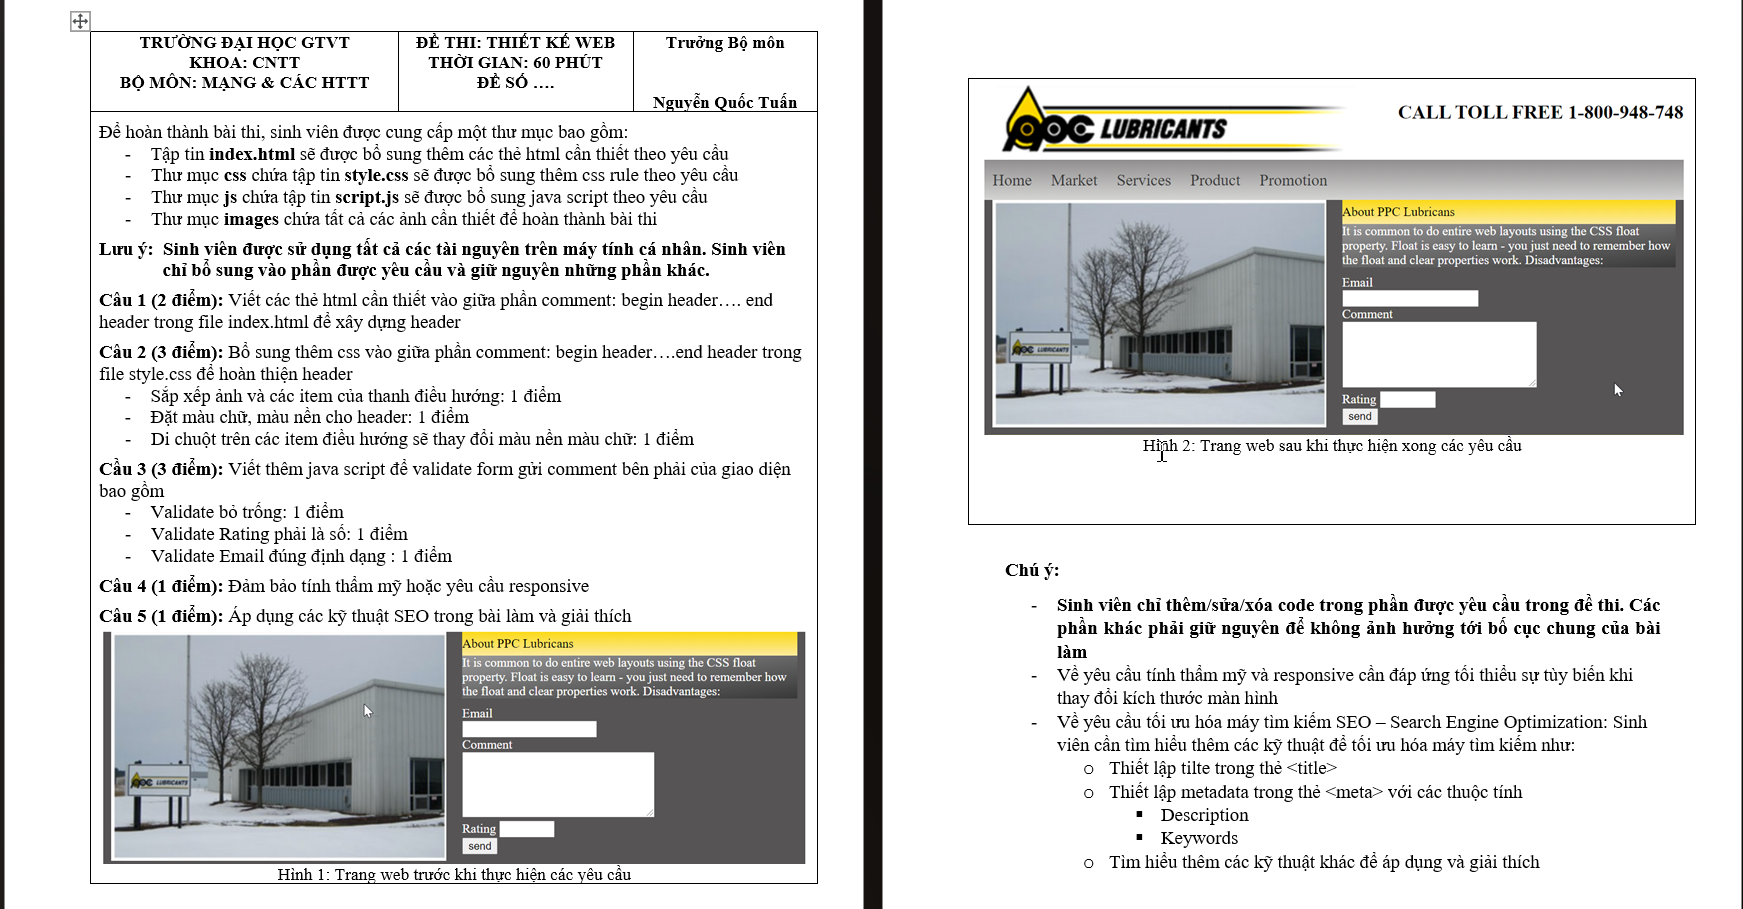 TRƯỜNG ĐẠI HỌC GTVT
KHOA: CNTT
BỘ MÔN: MẠNG & CÁC HTTT
ĐỀ THI: THIẾT KẾ WEB
THỜI GIAN: 60 PHÚT
ĐỀ SỐ ....
Trưởng Bộ môn
Nguyễn Quốc Tuấn
Để hoàn thành bài thi, sinh viên được cung cấp một thư mục bao gồm:
- Tập tin index.html sẽ được bổ sung thêm các thẻ html cần thiết theo yêu cầu
- Thư mục css chứa tập tin style.css sẽ được bổ sung thêm css rule theo yêu cầu
- Thư mục js chứa tập tin script.js sẽ được bổ sung java script theo yêu cầu
- Thư mục images chứa tất cả các ảnh cần thiết để hoàn thành bài thi
Lưu ý: Sinh viên được sử dụng tất cả các tài nguyên trên máy tính cá nhân. Sinh viên
chỉ bổ sung vào phần được yêu cầu và giữ nguyên những phần khác.
Câu 1 (2 điểm): Viết các thẻ html cần thiết vào giữa phần comment: begin header…. end
header trong file index.html để xây dựng header
Câu 2 (3 điểm): Bổ sung thêm css vào giữa phần comment: begin header….end header trong
file style.css để hoàn thiện header
- Sắp xếp ảnh và các item của thanh điều hướng: 1 điểm
- Đặt màu chữ, màu nền cho header: 1 điểm
- Di chuột trên các item điều hướng sẽ thay đổi màu nền màu chữ: 1 điểm
Cầu 3 (3 điểm): Viết thêm java script để validate form gửi comment bên phải của giao diện
bao gồm
- Validate bỏ trống: 1 điểm
- Validate Rating phải là số: 1 điểm
- Validate Email đúng định dạng : 1 điểm
Câu 4 (1 điểm): Đảm bảo tính thẩm mỹ hoặc yêu cầu responsive
Câu 5 (1 điểm): Áp dụng các kỹ thuật SEO trong bài làm và giải thích
PPC LUBRICANTS
About PPC Lubricans
It is common to do entire web layouts using the CSS float
property. Float is easy to learn - you just need to remember how
the float and clear properties work. Disadvantages:
Email
Comment
Rating
send
Hình 1: Trang web trước khi thực hiện các yêu cầu
PPC LUBRICANTS
CALL TOLL FREE 1-800-948-748
Home Market Services Product Promotion
PPC LUBRICANTS
About PPC Lubricans
It is common to do entire web layouts using the CSS float
property. Float is easy to learn - you just need to remember how
the float and clear properties work. Disadvantages:
Email
Comment
Rating
send
Hình 2: Trang web sau khi thực hiện xong các yêu cầu
Chú ý:
- Sinh viên chỉ thêm/sửa/xóa code trong phần được yêu cầu trong đề thi. Các
phần khác phải giữ nguyên để không ảnh hưởng tới bố cục chung của bài
làm
- Về yêu cầu tính thẩm mỹ và responsive cần đáp ứng tối thiểu sự tùy biến khi
thay đổi kích thước màn hình
- Về yêu cầu tối ưu hóa máy tìm kiếm SEO – Search Engine Optimization: Sinh
viên cần tìm hiểu thêm các kỹ thuật để tối ưu hóa máy tìm kiếm như:
o Thiết lập tilte trong thẻ <title>
o Thiết lập metadata trong thẻ <meta> với các thuộc tính
▪ Description
▪ Keywords
o Tìm hiểu thêm các kỹ thuật khác để áp dụng và giải thích